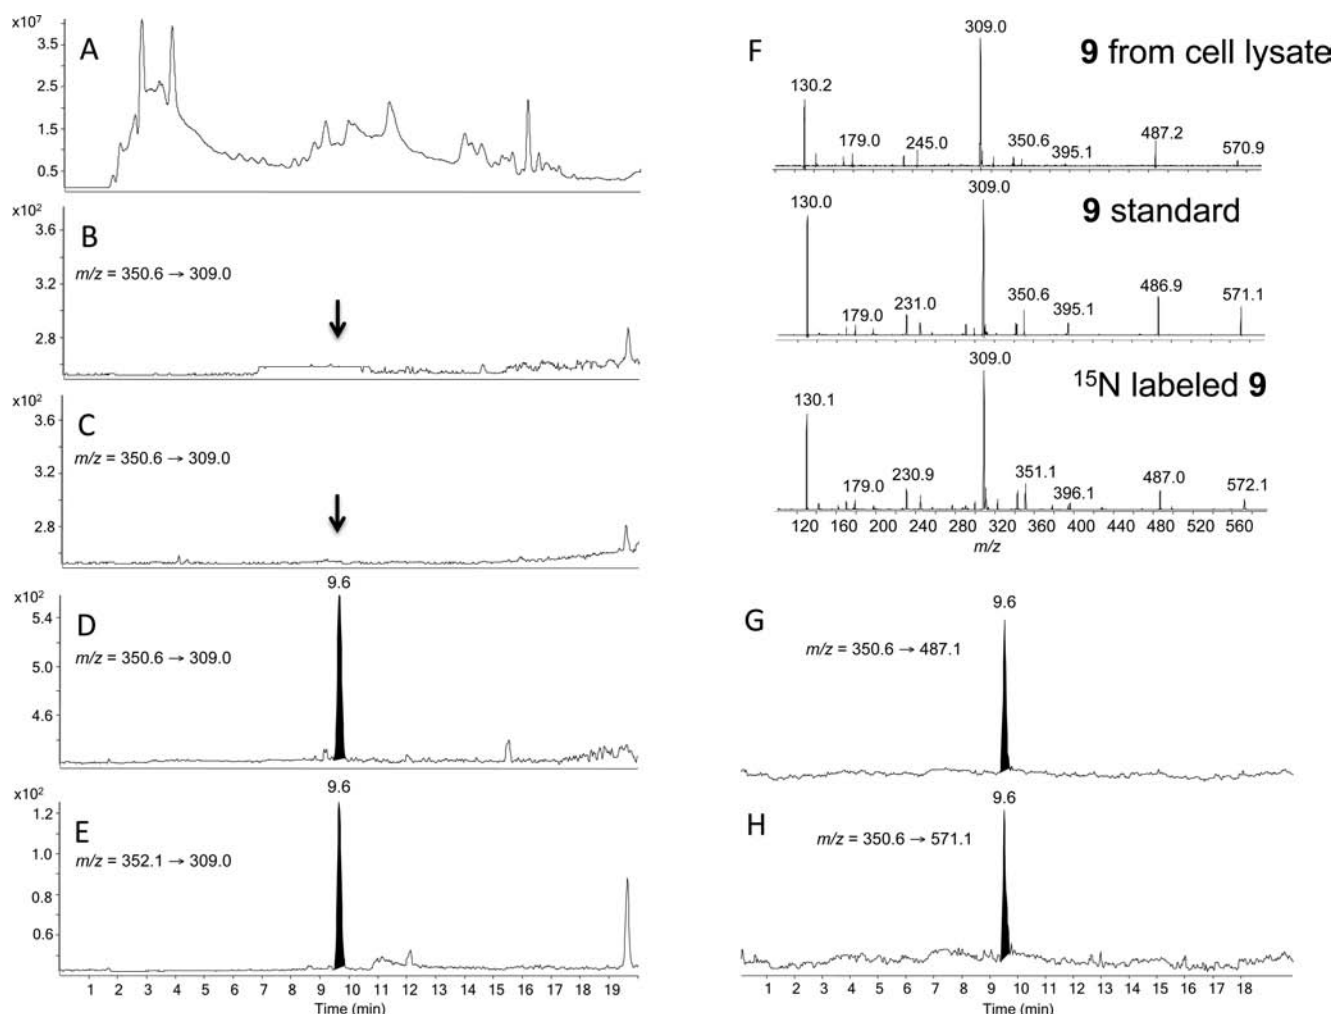 A
x10⁷
3.5
2.5
1.5
0.5
B
x10²
3.6
3.2
2.8
m/z = 350.6 → 309.0
C
x10²
3.6
3.2
2.8
m/z = 350.6 → 309.0
D
x10²
5.4
5.0
4.6
m/z = 350.6 → 309.0
9.6
E
x10²
1.2
1.0
0.8
0.6
m/z = 352.1 → 309.0
9.6
1 2 3 4 5 6 7 8 9 10 11 12 13 14 15 16 17 18 19
Time (min)
F
9 from cell lysate
130.2 179.0 245.0 309.0 350.6 395.1 487.2 570.9
9 standard
130.0 179.0 231.0 309.0 350.6 395.1 486.9 571.1
¹⁵N labeled 9
130.1 179.0 230.9 309.0 351.1 396.1 487.0 572.1
120 160 200 240 280 320 360 400 440 480 520 560
m/z
G
m/z = 350.6 → 487.1
9.6
H
m/z = 350.6 → 571.1
9.6
1 2 3 4 5 6 7 8 9 10 11 12 13 14 15 16 17 18
Time (min)